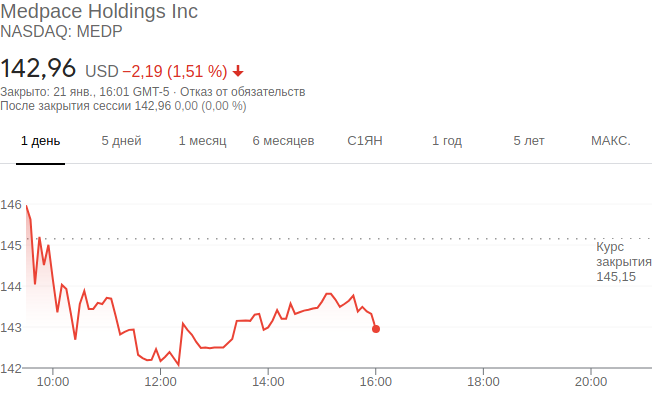 Medpace Holdings Inc
NASDAQ: MEDP
142,96 USD −2,19 (1,51 %)
Закрыто: 21 янв., 16:01 GMT-5 · Отказ от обязательств
После закрытия сессии 142,96 0,00 (0,00 %)
1 день 5 дней 1 месяц 6 месяцев С1ЯН 1 год 5 лет МАКС.
146
145
Курс
закрытия
145,15
144
143
142
10:00 12:00 14:00 16:00 18:00 20:00